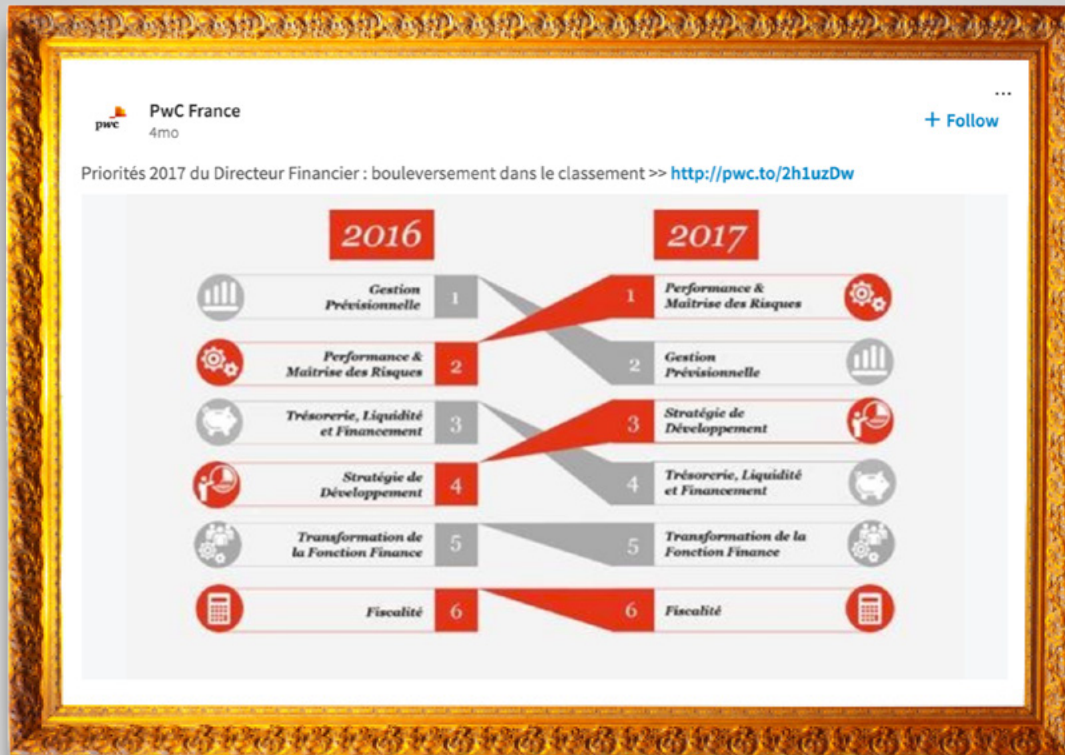 ...
pwc
PwC France
4mo
+ Follow
Priorités 2017 du Directeur Financier : bouleversement dans le classement >> http://pwc.to/2h1uzDw
2016
2017
Gestion
Prévisionnelle
1
1
Performance &
Maîtrise des Risques
Performance &
Maîtrise des Risques
2
2
Gestion
Prévisionnelle
Trésorerie, Liquidité
et Financement
3
3
Stratégie de
Développement
Stratégie de
Développement
4
4
Trésorerie, Liquidité
et Financement
Transformation de
la Fonction Finance
5
5
Transformation de la
Fonction Finance
Fiscalité
6
6
Fiscalité